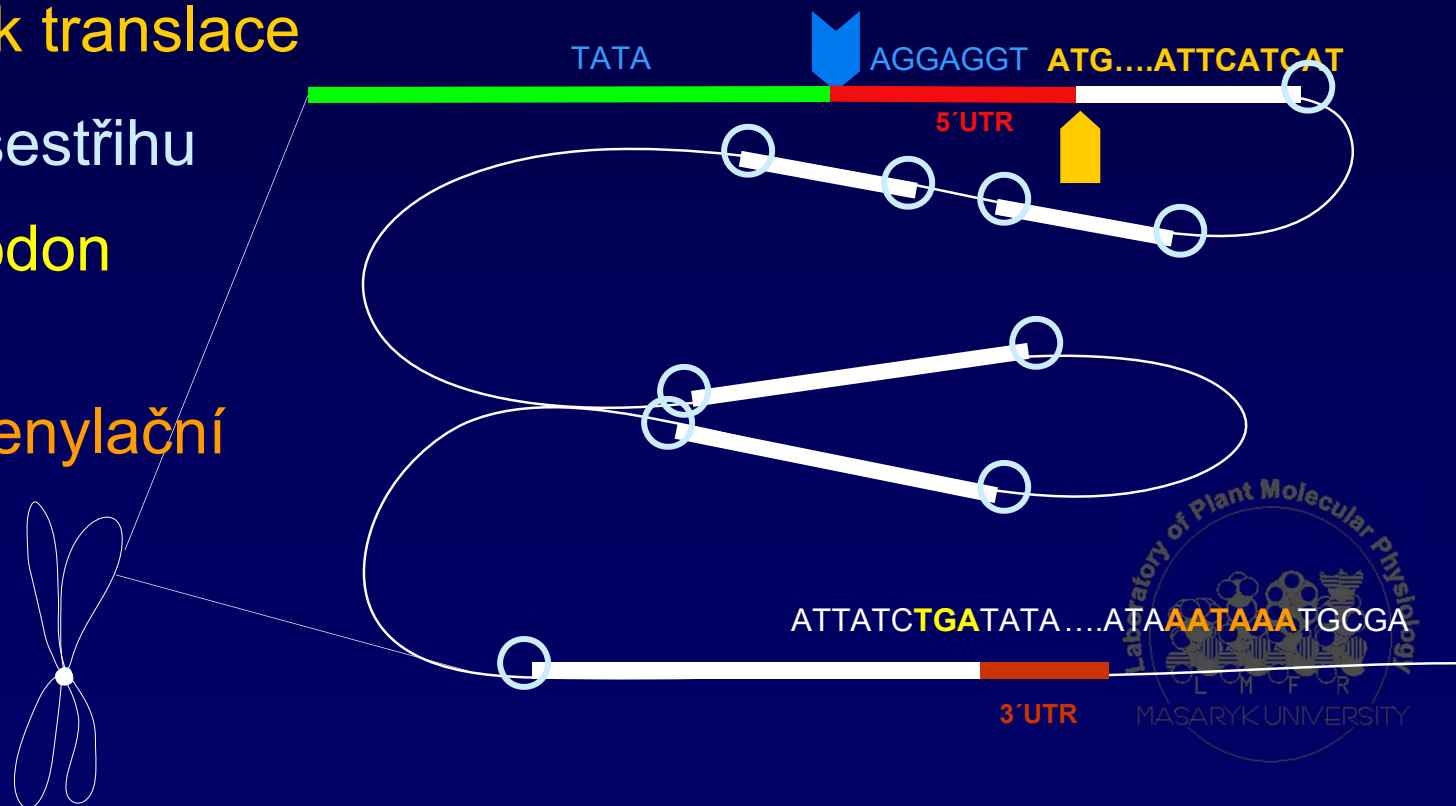 k translace
TATA
AGGAGGT
ATG....ATTCATCAT
5´UTR
sestřihu
odon
enylační
ATTATCTGATATA....ATAAATAAATGCGA
3´UTR
Laboratory of Plant Molecular Physiology
L M F R
MASARYK UNIVERSITY